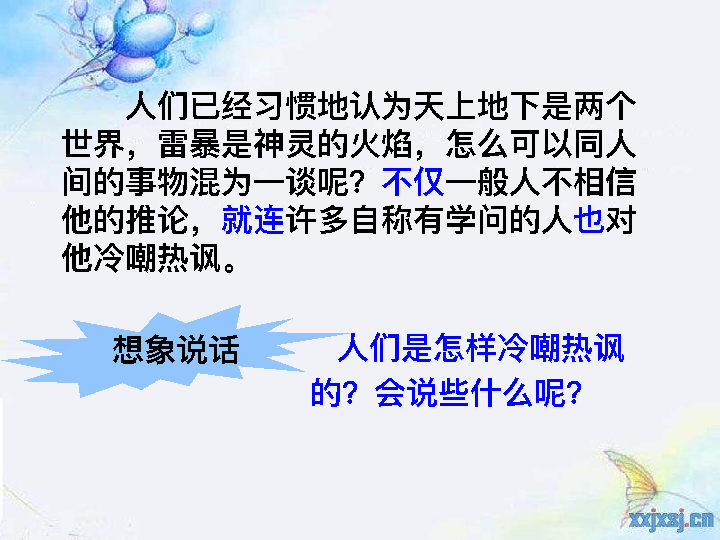 人们已经习惯地认为天上地下是两个
世界，雷暴是神灵的火焰，怎么可以同人
间的事物混为一谈呢？不仅一般人不相信
他的推论，就连许多自称有学问的人也对
他冷嘲热讽。
想象说话
人们是怎样冷嘲热讽
的？会说些什么呢？
xxjxsj.cn